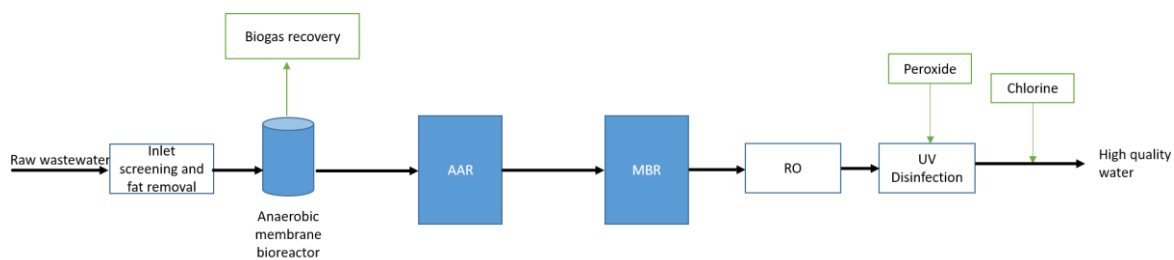 Biogas recovery
Peroxide
Chlorine
Raw wastewater
Inlet
screening and
fat removal
Anaerobic
membrane
bioreactor
AAR
MBR
RO
UV
Disinfection
High quality
water